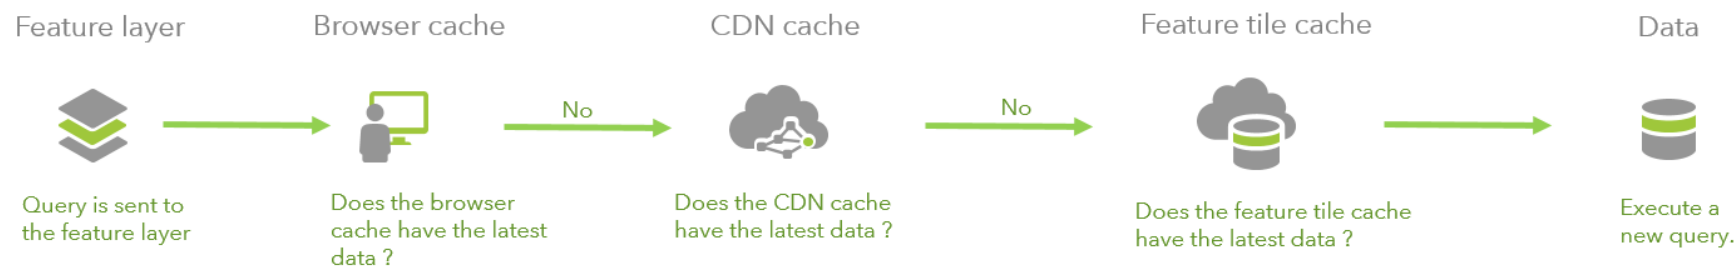 Feature layer
Browser cache
CDN cache
Feature tile cache
Data
No
No
Query is sent to
the feature layer
Does the browser
cache have the latest
data ?
Does the CDN cache
have the latest data ?
Does the feature tile cache
have the latest data ?
Execute a
new query.